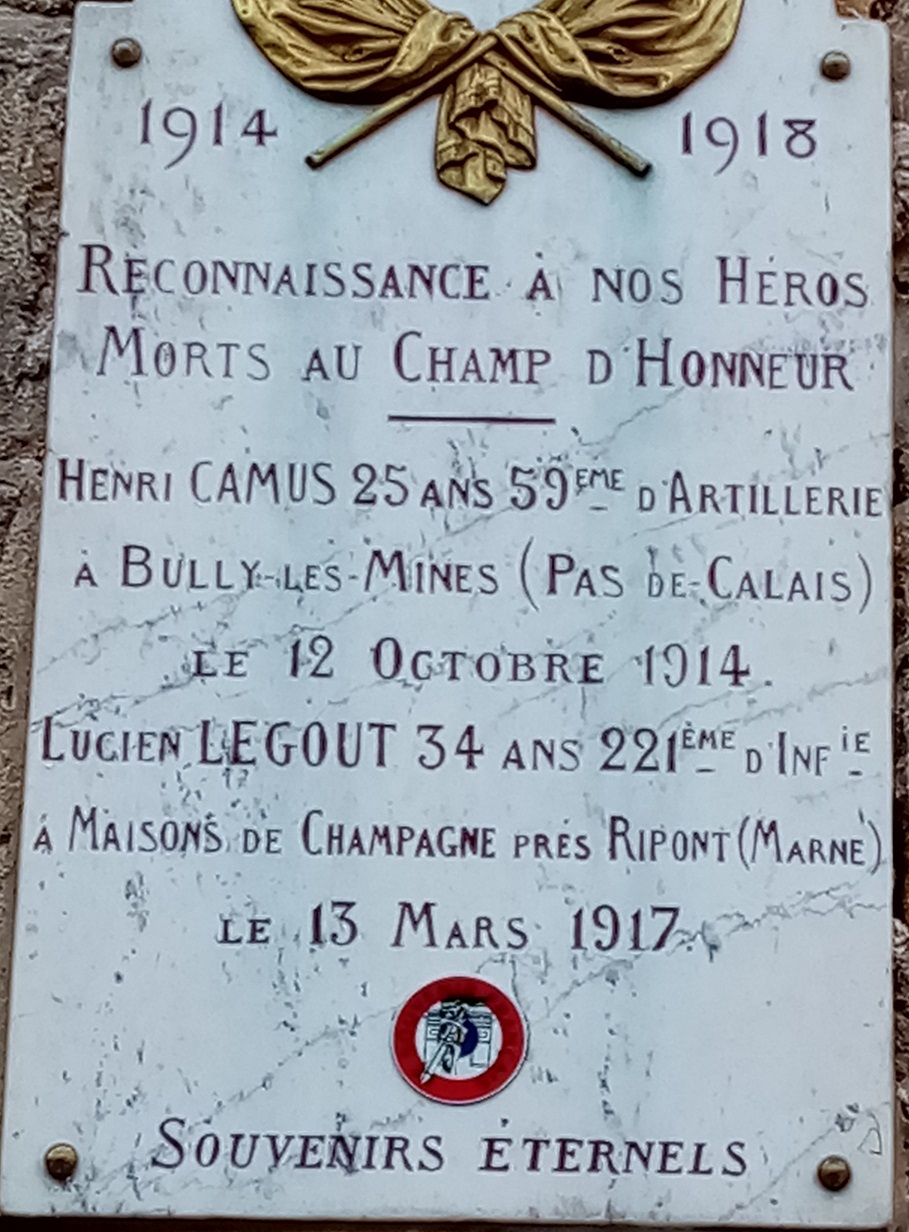 1914 1918
RECONNAISSANCE À NOS HÉROS
MORTS AU CHAMP D'HONNEUR
HENRI CAMUS 25 ANS 59EME D'ARTILLERIE
À BULLY-LES-MINES (PAS DE-CALAIS)
LE 12 OCTOBRE 1914.
LUCIEN LEGOUT 34 ANS 221ÈME D'INFIE
À MAISONS DE CHAMPAGNE PRÉS RIPONT (MARNE)
LE 13 MARS 1917.
SOUVENIRS ÉTERNELS